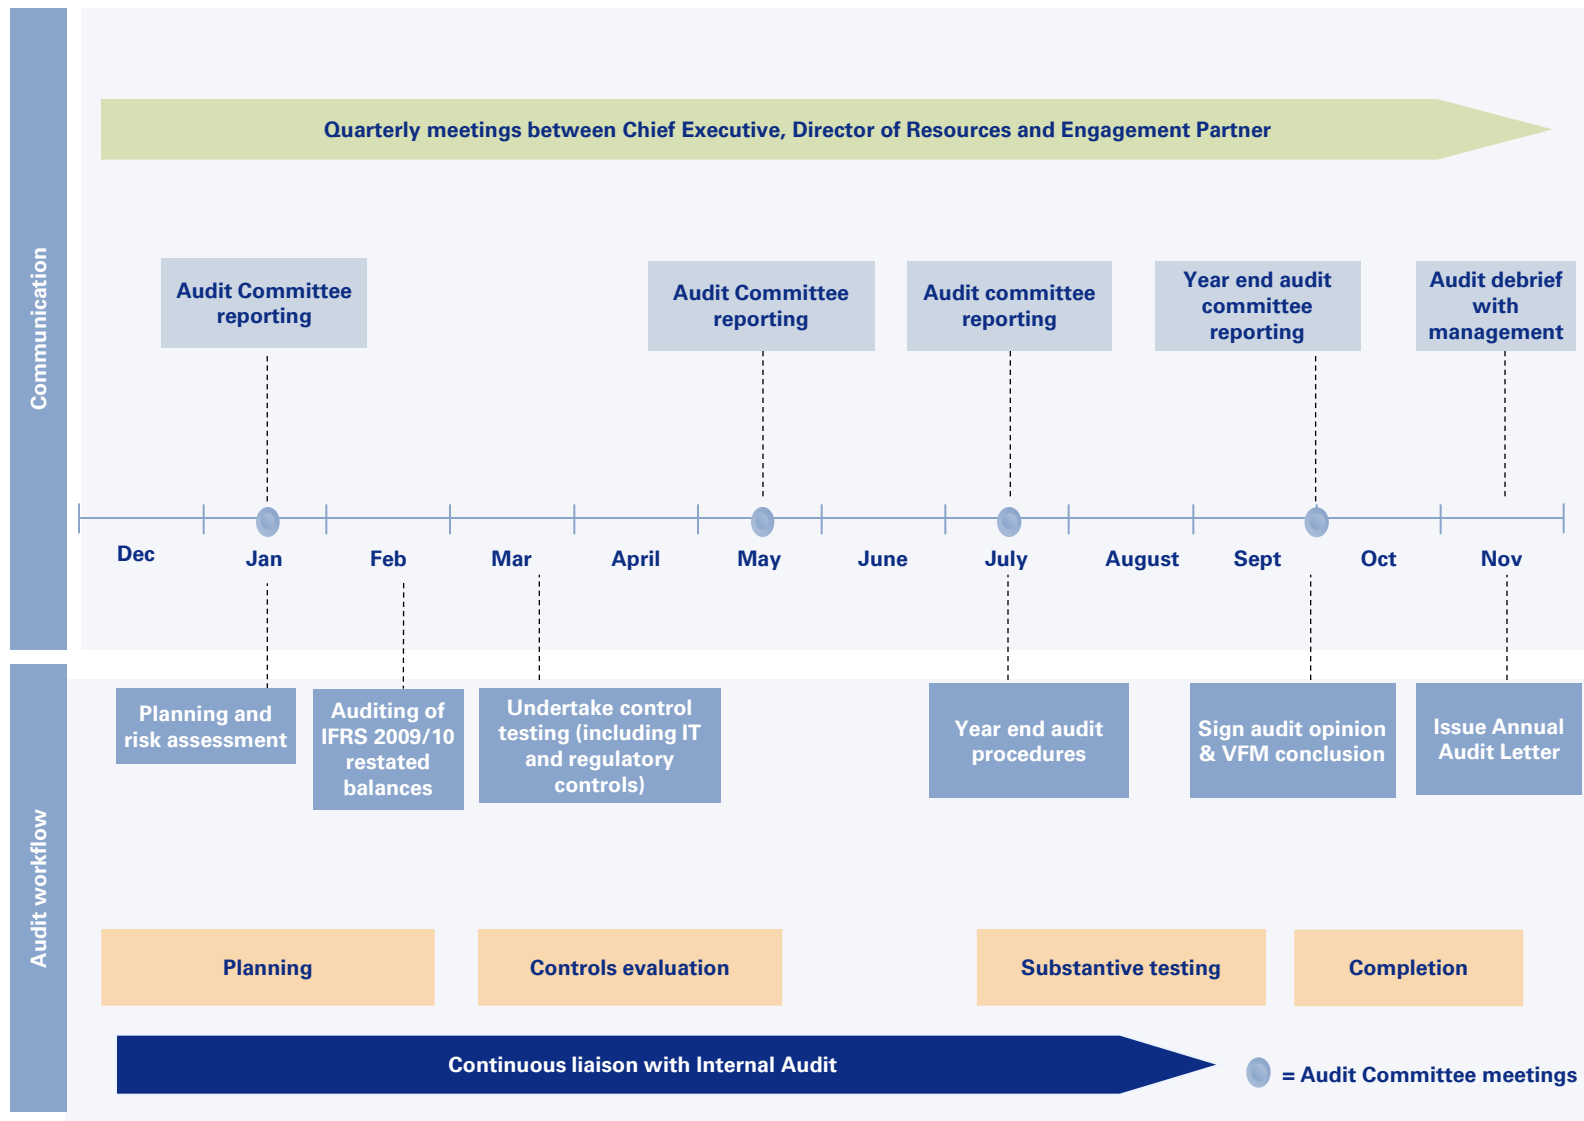 Communication
Quarterly meetings between Chief Executive, Director of Resources and Engagement Partner
Audit Committee
reporting
Audit Committee
reporting
Audit committee
reporting
Year end audit
committee
reporting
Audit debrief
with
management
Dec
Jan
Feb
Mar
April
May
June
July
August
Sept
Oct
Nov
Audit workflow
Planning and
risk assessment
Auditing of
IFRS 2009/10
restated
balances
Undertake control
testing (including IT
and regulatory
controls)
Year end audit
procedures
Sign audit opinion
& VFM conclusion
Issue Annual
Audit Letter
Planning
Controls evaluation
Substantive testing
Completion
Continuous liaison with Internal Audit
= Audit Committee meetings